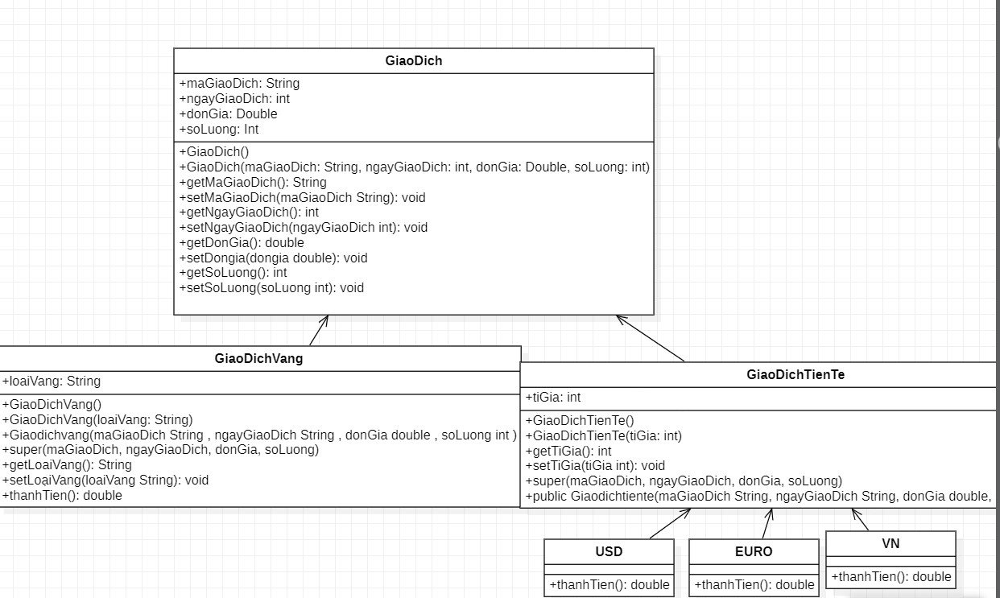 GiaoDich
+maGiaoDich: String
+ngayGiaoDich: int
+donGia: Double
+soLuong: Int
+GiaoDich()
+GiaoDich(maGiaoDich: String, ngayGiaoDich: int, donGia: Double, soLuong: int)
+getMaGiaoDich(): String
+setMaGiaoDich(maGiaoDich String): void
+getNgayGiaoDich(): int
+setNgayGiaoDich(ngayGiaoDich int): void
+getDonGia(): double
+setDongia(dongia double): void
+getSoLuong(): int
+setSoLuong(soLuong int): void
GiaoDichVang
+loaiVang: String
+GiaoDichVang()
+GiaoDichVang(loaiVang: String)
+Giaodichvang(maGiaoDich String , ngayGiaoDich String , donGia double , soLuong int )
+super(maGiaoDich, ngayGiaoDich, donGia, soLuong)
+getLoaiVang(): String
+setLoaiVang(loaiVang String): void
+thanhTien(): double
GiaoDichTienTe
+tiGia: int
+GiaoDichTienTe()
+GiaoDichTienTe(tiGia: int)
+getTiGia(): int
+setTiGia(tiGia int): void
+super(maGiaoDich, ngayGiaoDich, donGia, soLuong)
+public Giaodichtiente(maGiaoDich String, ngayGiaoDich String, donGia double,
USD
+thanhTien(): double
EURO
+thanhTien(): double
VN
+thanhTien(): double